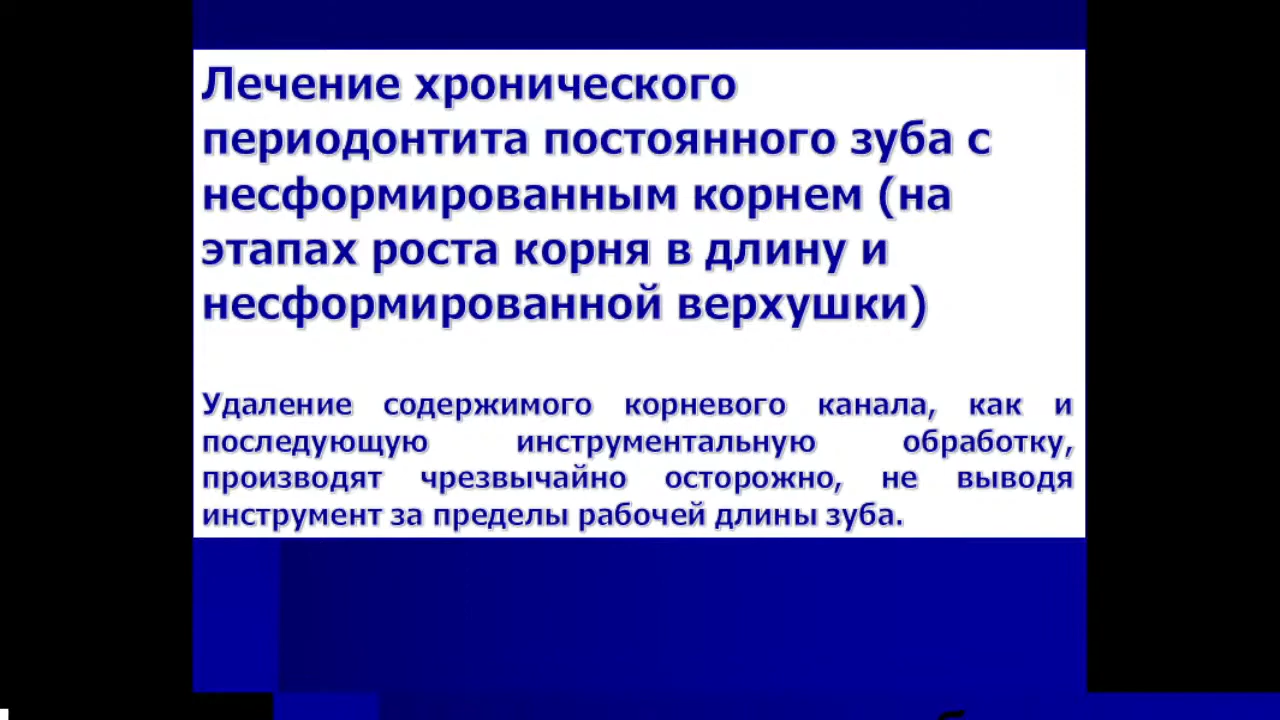 Лечение хронического
периодонтита постоянного зуба с
несформированным корнем (на
этапах роста корня в длину и
несформированной верхушки)
Удаление содержимого корневого канала, как и
последующую инструментальную обработку,
производят чрезвычайно осторожно, не выводя
инструмент за пределы рабочей длины зуба.